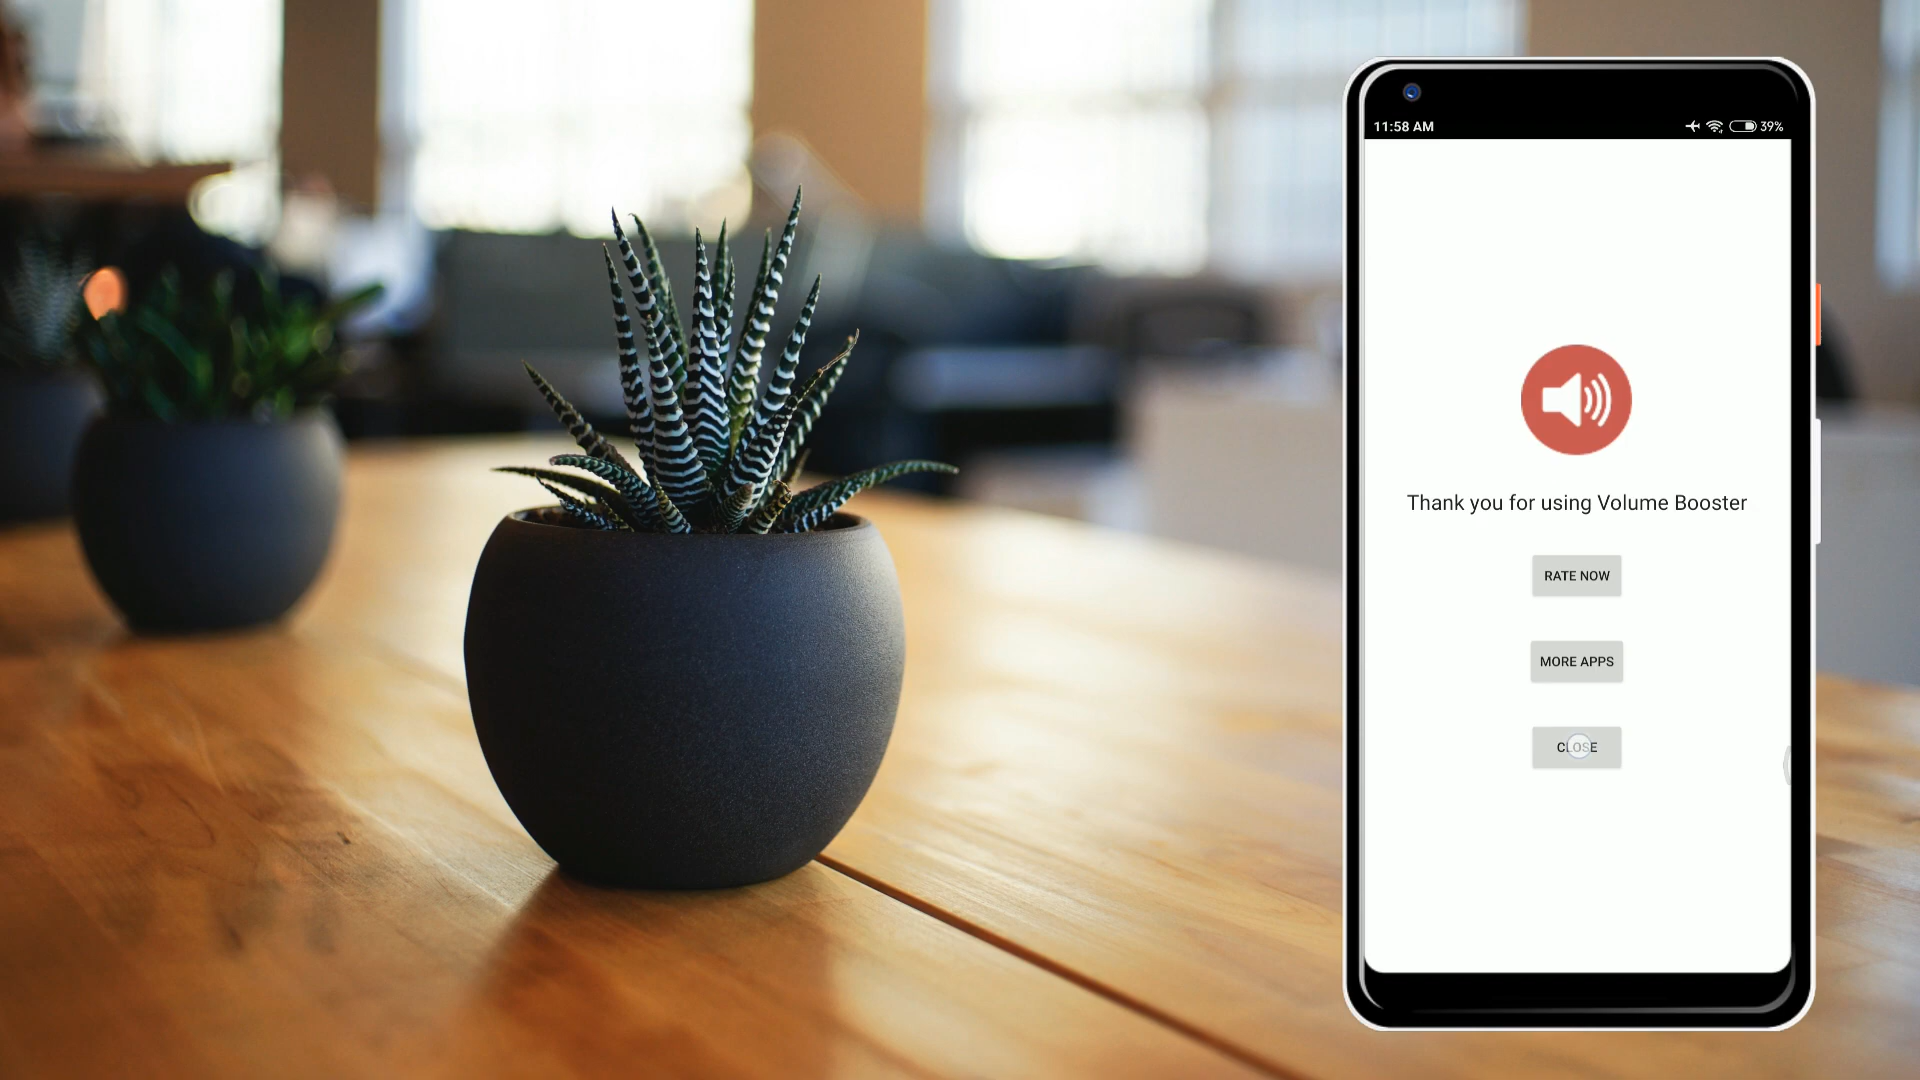 11:58 AM
39%
Thank you for using Volume Booster
RATE NOW
MORE APPS
CLOSE